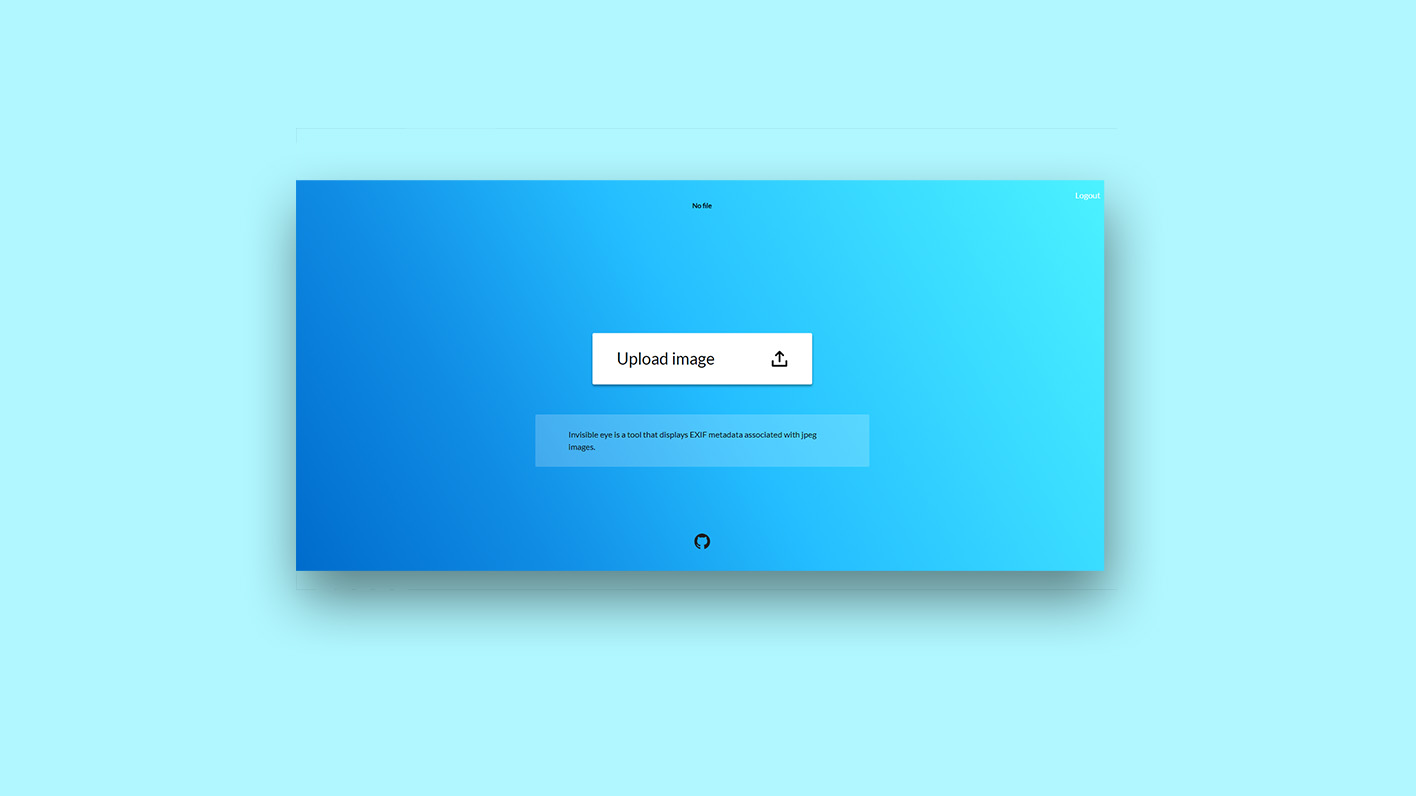 Logout
No file
Upload image
Invisible eye is a tool that displays EXIF metadata associated with jpeg
images.